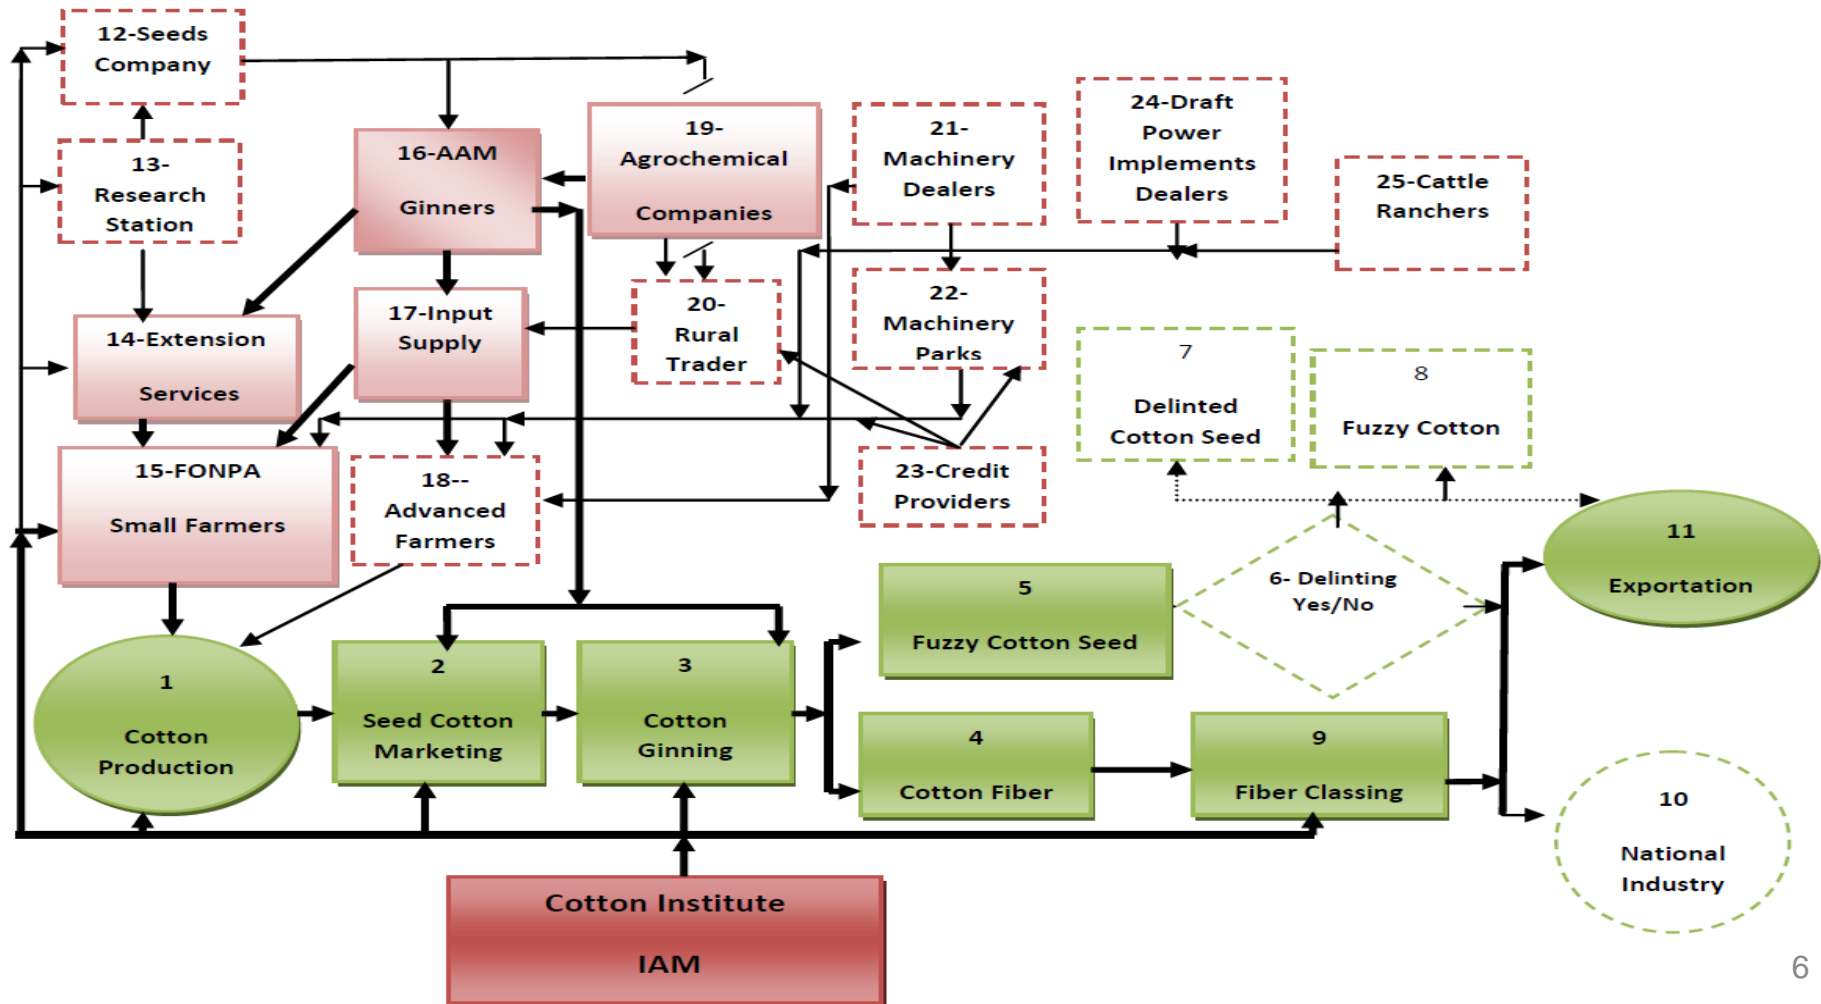 12-Seeds
Company
13-
Research
Station
14-Extension
Services
15-FONPA
Small Farmers
16-AAM
Ginners
17-Input
Supply
18--
Advanced
Farmers
19-
Agrochemical
Companies
20-
Rural
Trader
21-
Machinery
Dealers
22-
Machinery
Parks
23-Credit
Providers
24-Draft
Power
Implements
Dealers
25-Cattle
Ranchers
7
Delinted
Cotton Seed
8
Fuzzy Cotton
11
Exportation
6- Delinting
Yes/No
5
Fuzzy Cotton Seed
1
Cotton
Production
2
Seed Cotton
Marketing
3
Cotton
Ginning
4
Cotton Fiber
9
Fiber Classing
10
National
Industry
Cotton Institute
IAM
6